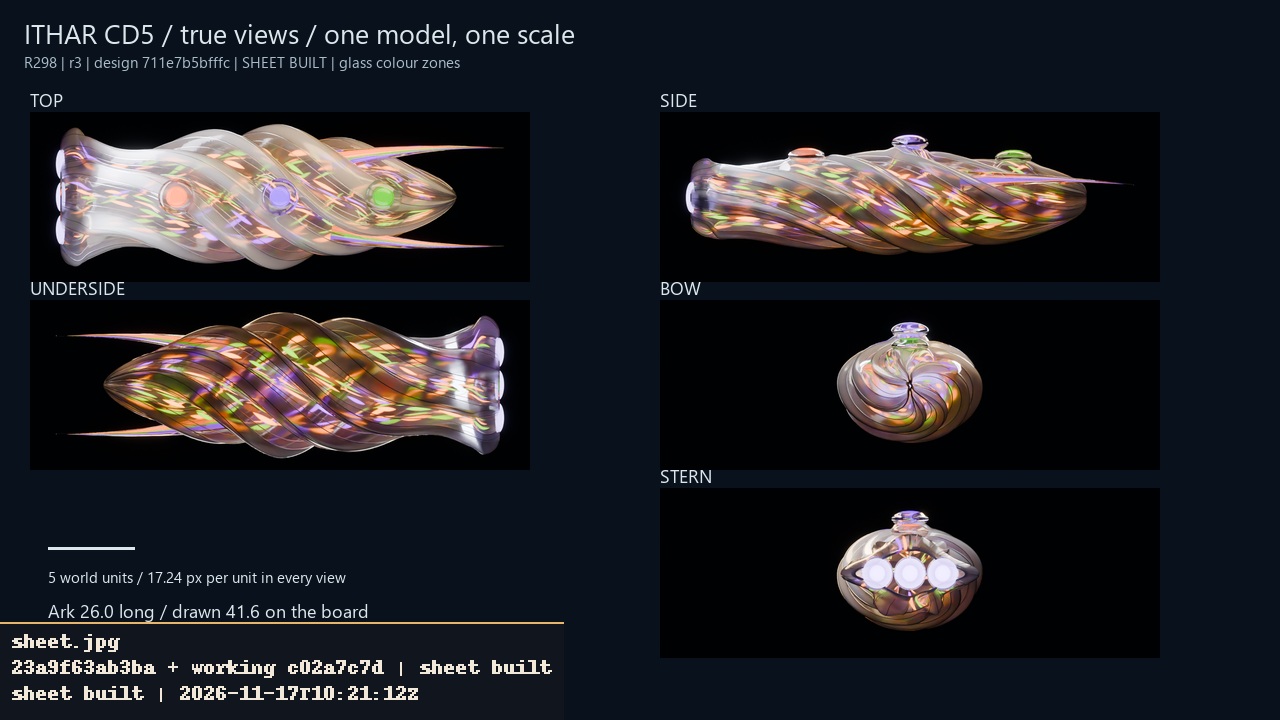 ITHAR CD5 / true views / one model, one scale
R298 | r3 | design 711e7b5bfffc | SHEET BUILT | glass colour zones
TOP
SIDE
UNDERSIDE
BOW
STERN
5 world units / 17.24 px per unit in every view
Ark 26.0 long / drawn 41.6 on the board
sheet.jpg
23a9f63ab3ba + working c02a7c7d | sheet built
sheet built | 2026-11-17T10:21:12Z